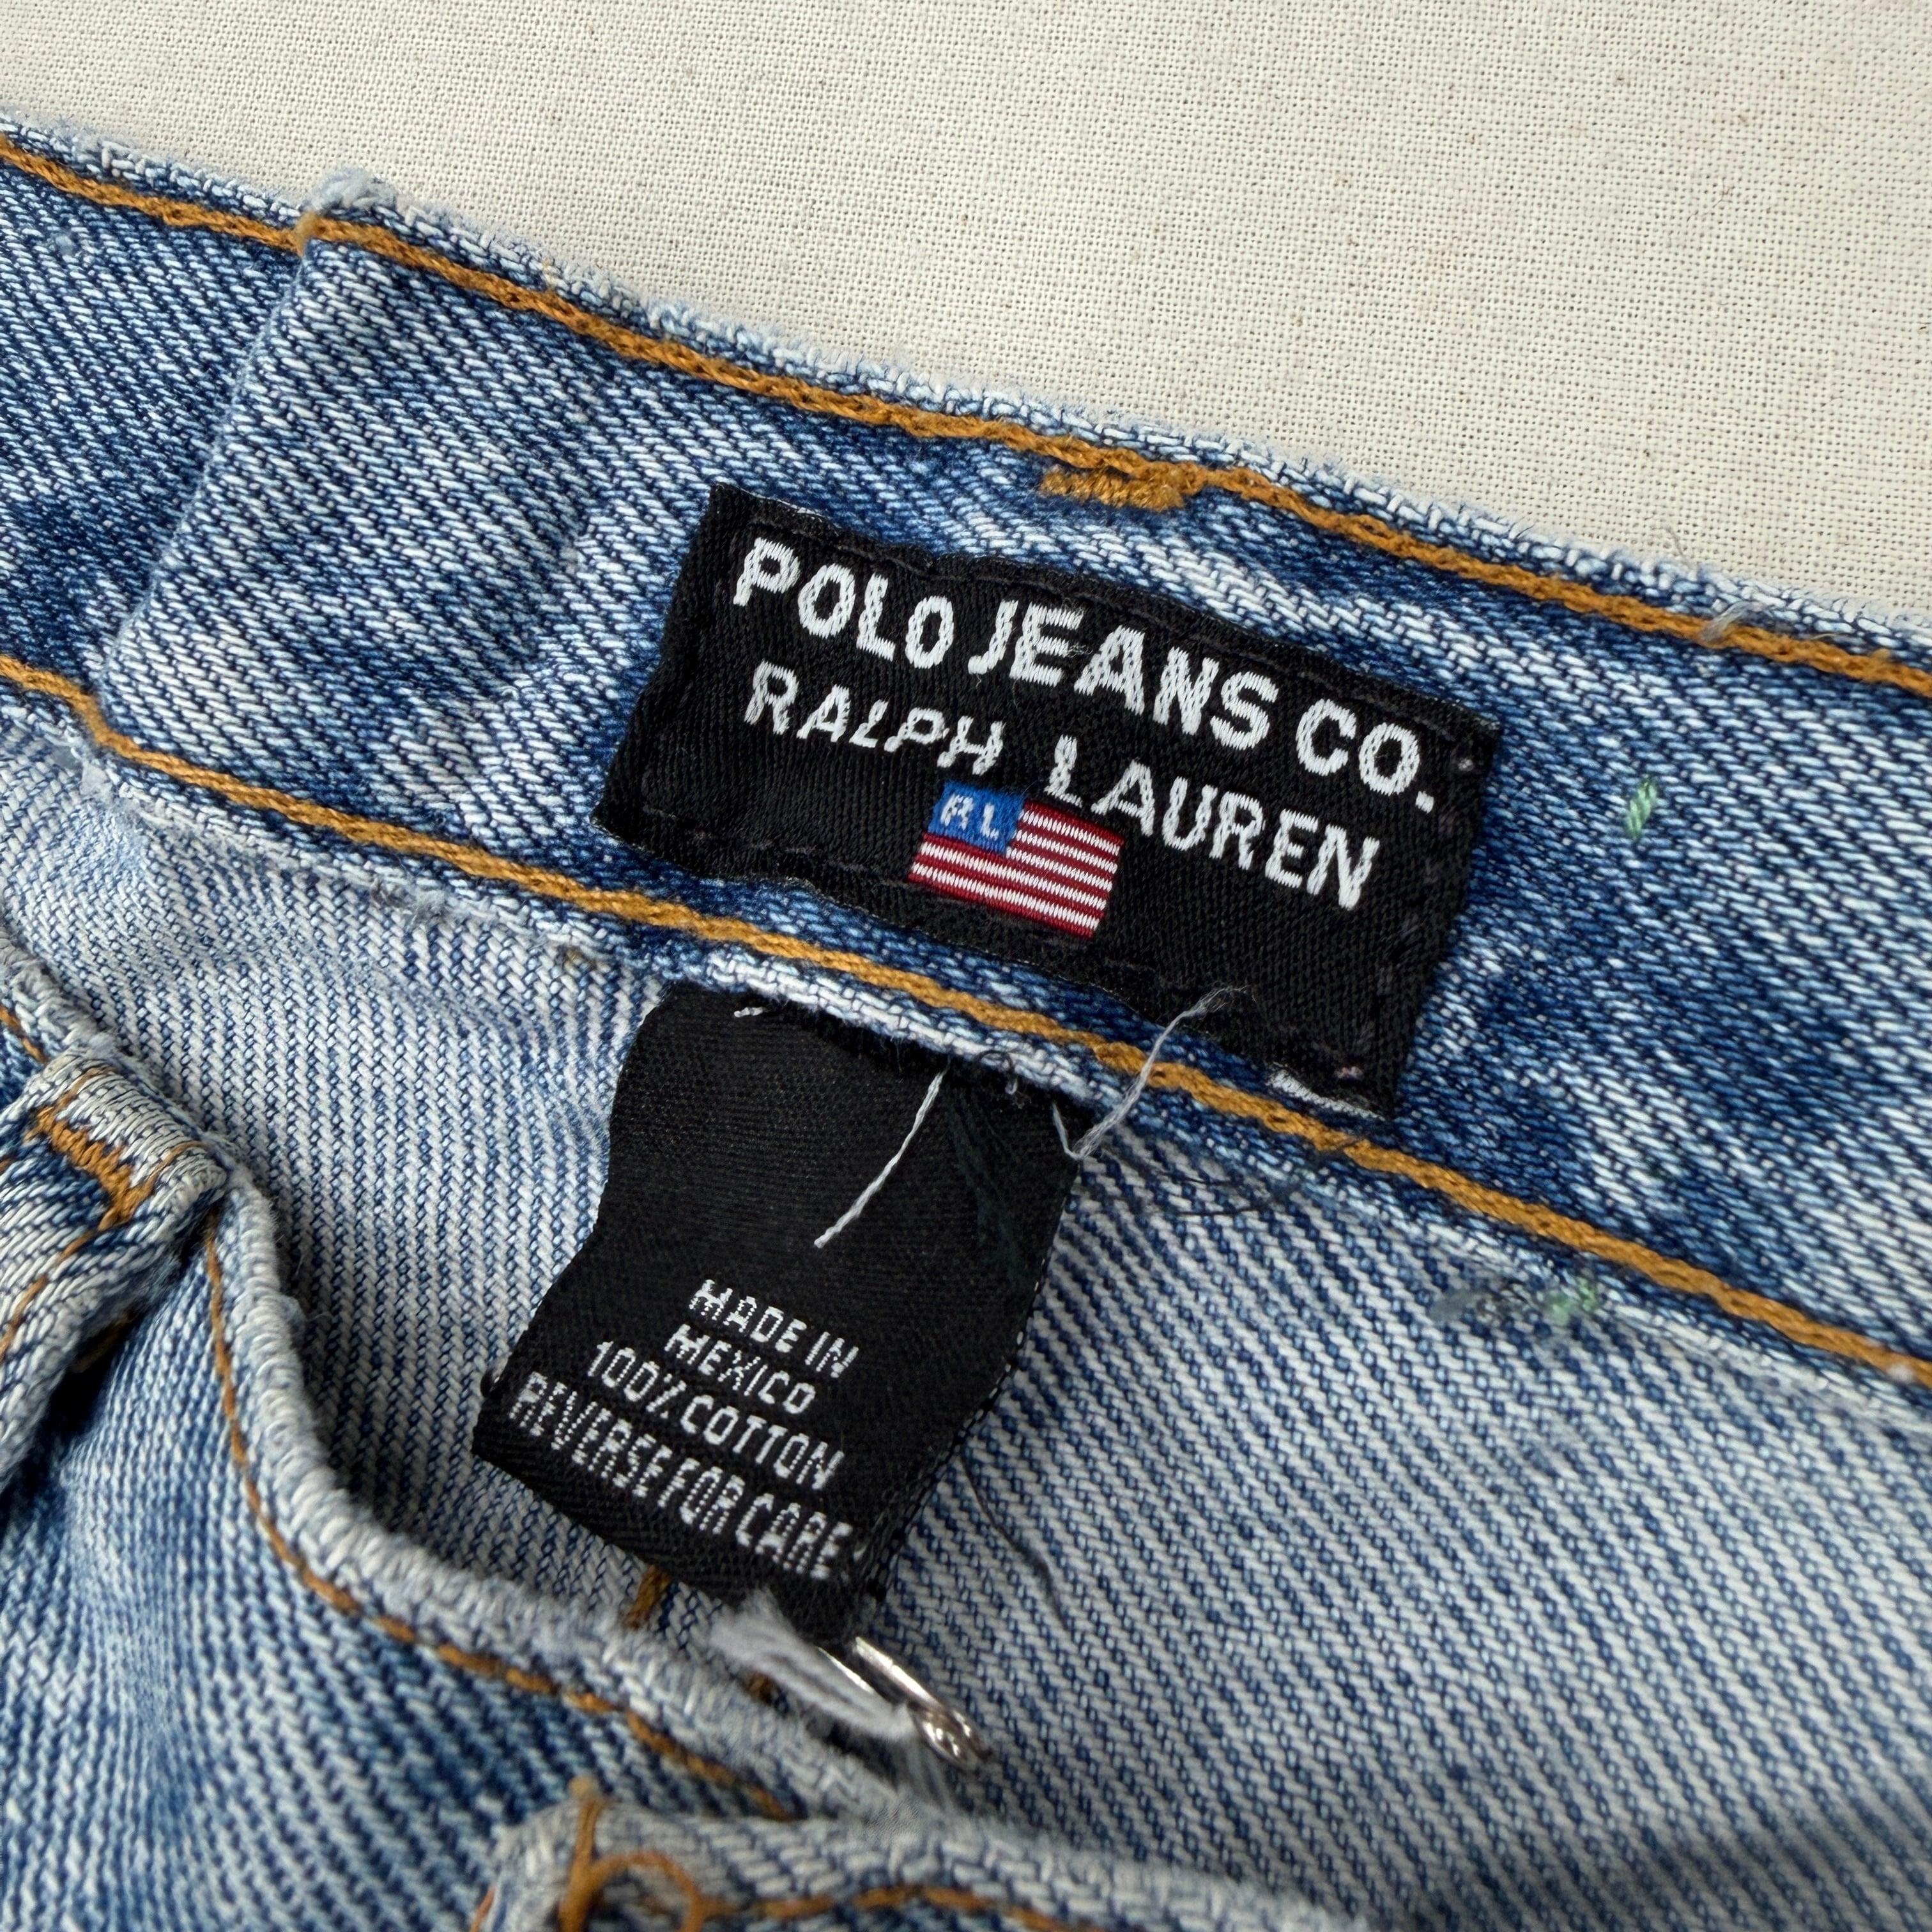 POLO JEANS CO.
RALPH LAUREN
RL
MADE IN
MEXICO
100% COTTON
REVERSE FOR CARE